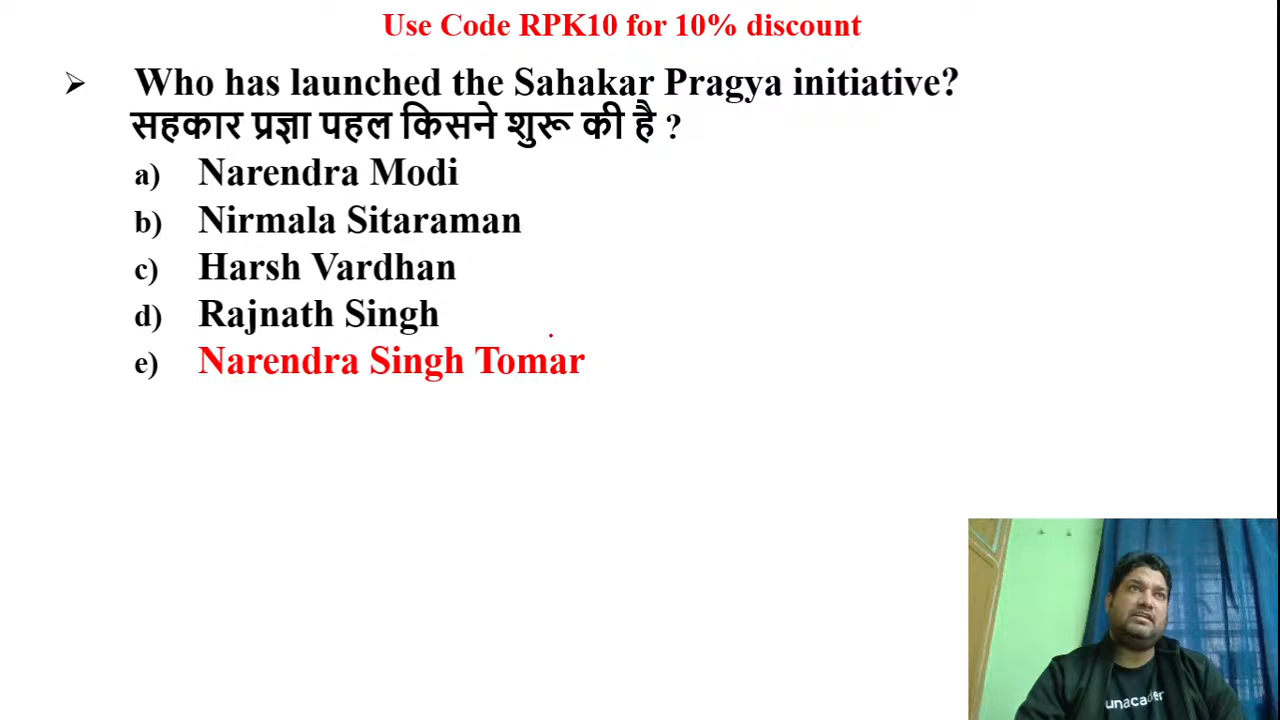 Use Code RPK10 for 10% discount
➢ Who has launched the Sahakar Pragya initiative?
सहकार प्रज्ञा पहल किसने शुरू की है ?
a) Narendra Modi
b) Nirmala Sitaraman
c) Harsh Vardhan
d) Rajnath Singh
e) Narendra Singh Tomar